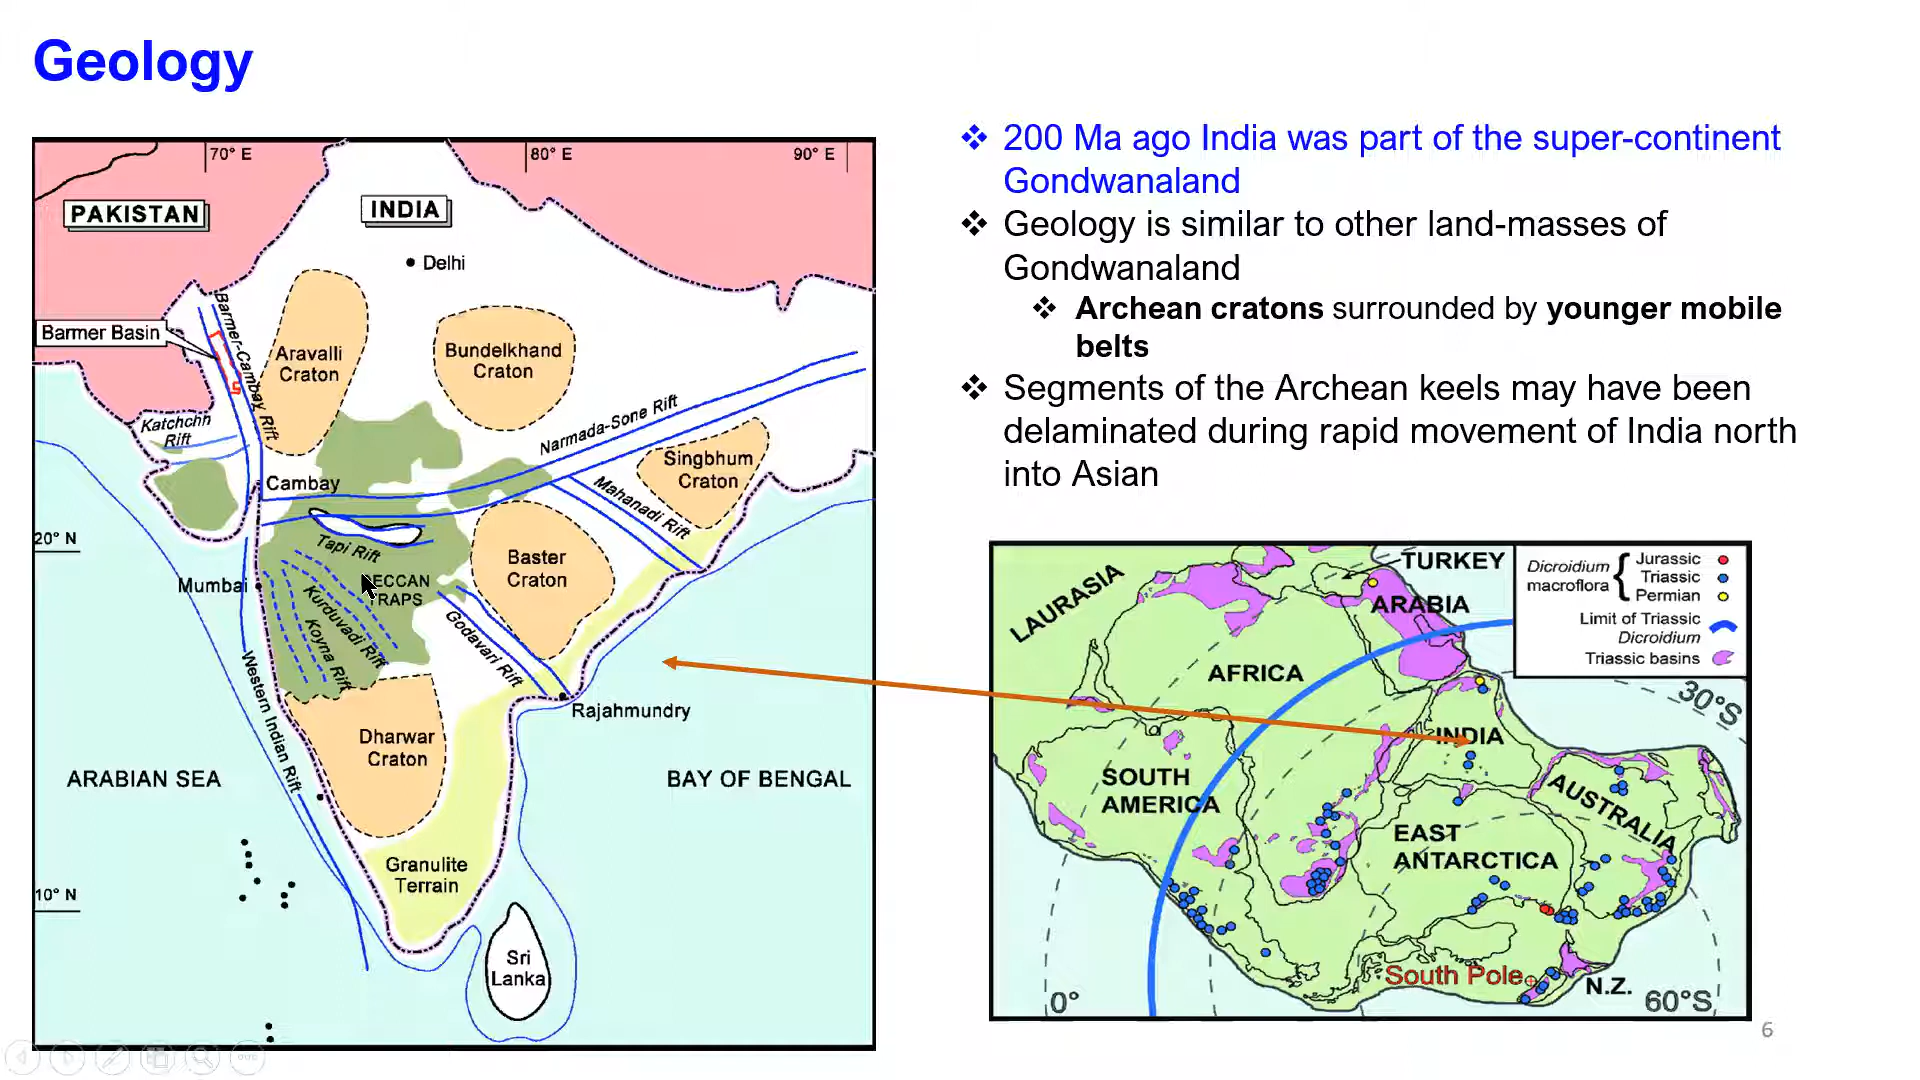 Geology
70° E
80° E
90° E
PAKISTAN
INDIA
Delhi
Barmer Basin
Barmer-Cambay Rift
Aravalli
Craton
Bundelkhand
Craton
Katchchh
Rift
Narmada-Sone Rift
Singbhum
Craton
Cambay
Mahanadi Rift
20° N
Tapi Rift
Baster
Craton
Mumbai
DECCAN
TRAPS
Kurduvadi Rift
Koyna Rift
Godavari Rift
Western Indian Rift
Rajahmundry
Dharwar
Craton
ARABIAN SEA
BAY OF BENGAL
Granulite
Terrain
10° N
Sri
Lanka
❖ 200 Ma ago India was part of the super-continent
Gondwanaland
❖ Geology is similar to other land-masses of
Gondwanaland
❖ Archean cratons surrounded by younger mobile
belts
❖ Segments of the Archean keels may have been
delaminated during rapid movement of India north
into Asian
LAURASIA
TURKEY
ARABIA
AFRICA
INDIA
SOUTH
AMERICA
EAST
ANTARCTICA
AUSTRALIA
South Pole
N.Z.
0°
60°S
30°S
Dicroidium
macroflora
Jurassic
Triassic
Permian
Limit of Triassic
Dicroidium
Triassic basins
6